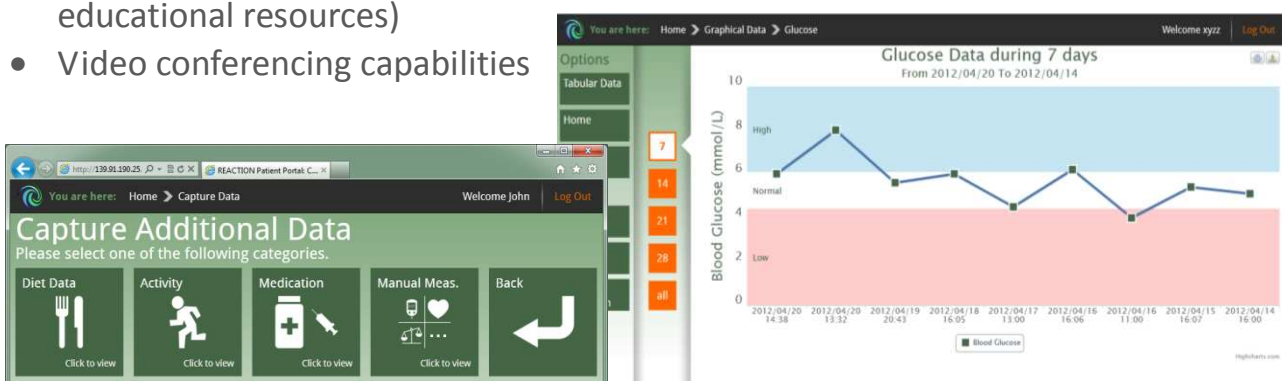 educational resources)
• Video conferencing capabilities
http://139.91.190.25
REACTION Patient Portal: C...
You are here: Home Capture Data
Welcome John
Log Out
Capture Additional Data
Please select one of the following categories.
Diet Data
Click to view
Activity
Click to view
Medication
Click to view
Manual Meas.
Click to view
Back
You are here: Home Graphical Data Glucose
Welcome xyzz
Log Out
Options
Tabular Data
Home
7
14
21
28
all
Glucose Data during 7 days
From 2012/04/20 To 2012/04/14
Blood Glucose (mmol/L)
10
8
6
4
2
0
High
Normal
Low
2012/04/20
14:38
2012/04/20
13:32
2012/04/19
20:43
2012/04/18
16:05
2012/04/17
13:00
2012/04/16
16:06
2012/04/16
11:00
2012/04/15
16:07
2012/04/14
16:00
Blood Glucose
Highcharts.com